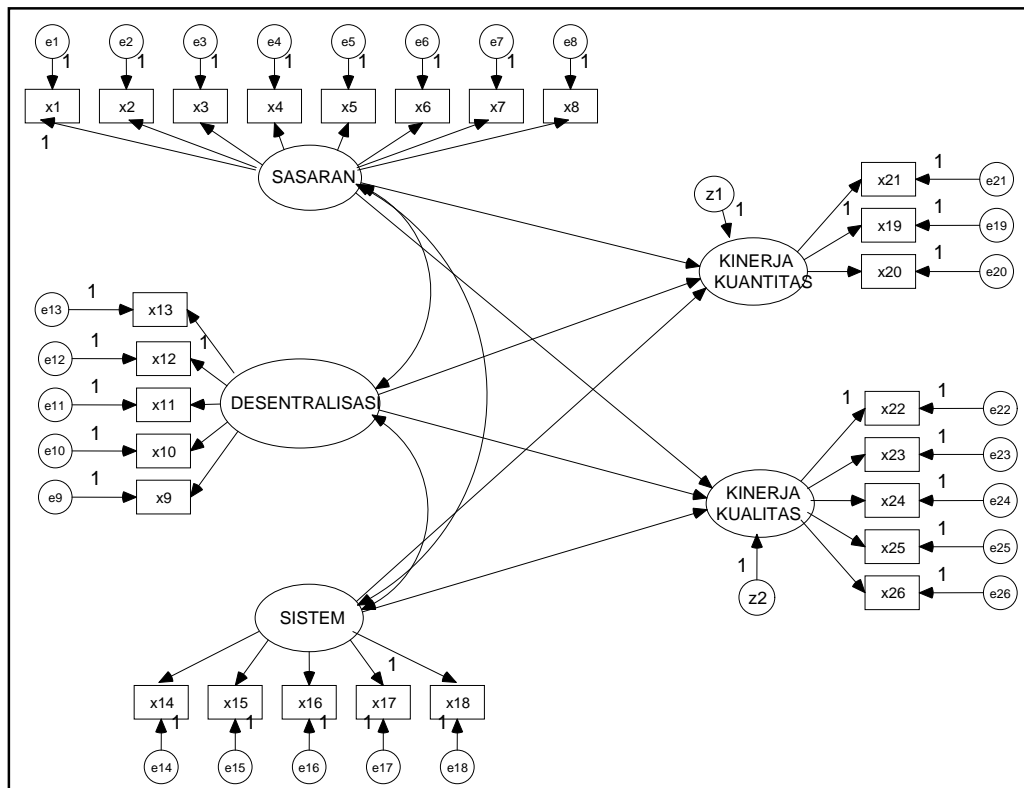 e1 e2 e3 e4 e5 e6 e7 e8
1 1 1 1 1 1 1 1
x1 x2 x3 x4 x5 x6 x7 x8
1
SASARAN
z1
1
KINERJA
KUANTITAS
x21 1 e21
1 x19 1 e19
x20 1 e20
e13 1 x13
e12 1 x12 1
e11 1 x11
e10 1 x10
e9 1 x9
DESENTRALISASI
KINERJA
KUALITAS
1
z2
1 x22 1 e22
x23 1 e23
x24 1 e24
x25 1 e25
x26 1 e26
SISTEM
1
x14 x15 x16 x17 x18
1 1 1 1 1
e14 e15 e16 e17 e18